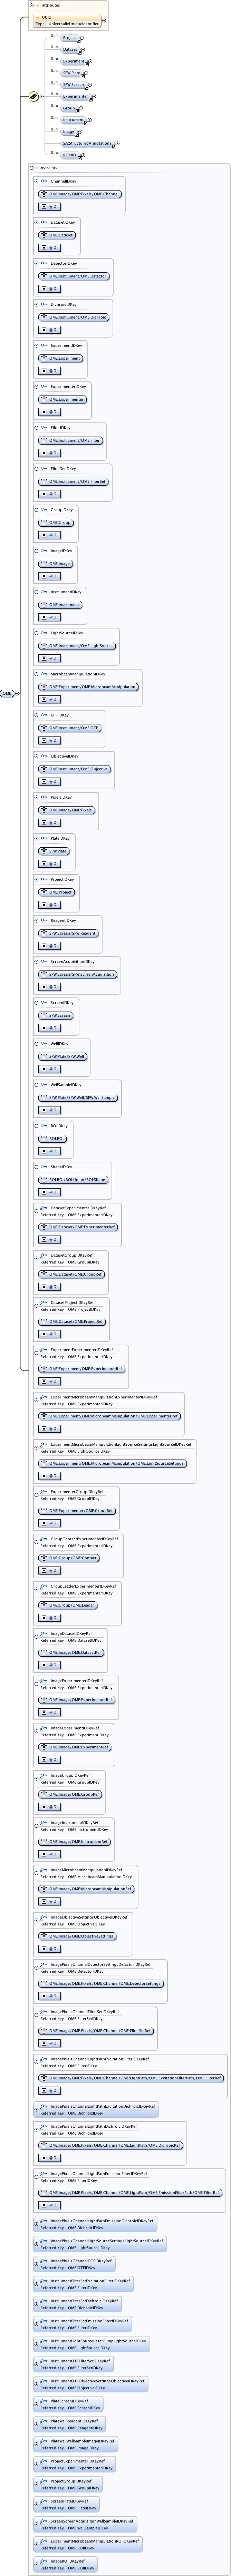 attributes
UUID
Type UniversallyUniqueIdentifier
0..∞
Project
0..∞
Dataset
0..∞
Experiment
0..∞
SPW:Plate
0..∞
SPW:Screen
0..∞
Experimenter
0..∞
Group
0..∞
Instrument
0..∞
Image
SA:StructuredAnnotations
0..∞
ROI:ROI
constraints
ChannelIDKey
OME:Image/OME:Pixels/OME:Channel
@ID
DatasetIDKey
OME:Dataset
@ID
DetectorIDKey
OME:Instrument/OME:Detector
@ID
DichroicIDKey
OME:Instrument/OME:Dichroic
@ID
ExperimentIDKey
OME:Experiment
@ID
ExperimenterIDKey
OME:Experimenter
@ID
FilterIDKey
OME:Instrument/OME:Filter
@ID
FilterSetIDKey
OME:Instrument/OME:FilterSet
@ID
GroupIDKey
OME:Group
@ID
ImageIDKey
OME:Image
@ID
InstrumentIDKey
OME:Instrument
@ID
LightSourceIDKey
OME:Instrument/OME:LightSource
@ID
MicrobeamManipulationIDKey
OME
OME:Experiment/OME:MicrobeamManipulation
@ID
OTFIDKey
OME:Instrument/OME:OTF
@ID
ObjectiveIDKey
OME:Instrument/OME:Objective
@ID
PixelsIDKey
OME:Image/OME:Pixels
@ID
PlateIDKey
SPW:Plate
@ID
ProjectIDKey
OME:Project
@ID
ReagentIDKey
SPW:Screen/SPW:Reagent
@ID
ScreenAcquisitionIDKey
SPW:Screen/SPW:ScreenAcquisition
@ID
ScreenIDKey
SPW:Screen
@ID
WellIDKey
SPW:Plate/SPW:Well
@ID
WellSampleIDKey
SPW:Plate/SPW:Well/SPW:WellSample
@ID
ROIIDKey
ROI:ROI
@ID
ShapeIDKey
ROI:ROI/ROI:Union/ROI:Shape
@ID
DatasetExperimenterIDKeyRef
Referred Key OME:ExperimenterIDKey
OME:Dataset/OME:ExperimenterRef
@ID
DatasetGroupIDKeyRef
Referred Key OME:GroupIDKey
OME:Dataset/OME:GroupRef
@ID
DatasetProjectIDKeyRef
Referred Key OME:ProjectIDKey
OME:Dataset/OME:ProjectRef
@ID
ExperimentExperimenterIDKeyRef
Referred Key OME:ExperimenterIDKey
OME:Experiment/OME:ExperimenterRef
@ID
ExperimentMicrobeamManipulationExperimenterIDKeyRef
Referred Key OME:ExperimenterIDKey
OME:Experiment/OME:MicrobeamManipulation/OME:ExperimenterRef
@ID
ExperimentMicrobeamManipulationLightSourceSettingsLightSourceIDKeyRef
Referred Key OME:LightSourceIDKey
OME:Experiment/OME:MicrobeamManipulation/OME:LightSourceSettings
@ID
ExperimenterGroupIDKeyRef
Referred Key OME:GroupIDKey
OME:Experimenter/OME:GroupRef
@ID
GroupContactExperimenterIDKeyRef
Referred Key OME:ExperimenterIDKey
OME:Group/OME:Contact
@ID
GroupLeaderExperimenterIDKeyRef
Referred Key OME:ExperimenterIDKey
OME:Group/OME:Leader
@ID
ImageDatasetIDKeyRef
Referred Key OME:DatasetIDKey
OME:Image/OME:DatasetRef
@ID
ImageExperimenterIDKeyRef
Referred Key OME:ExperimenterIDKey
OME:Image/OME:ExperimenterRef
@ID
ImageExperimentIDKeyRef
Referred Key OME:ExperimentIDKey
OME:Image/OME:ExperimentRef
@ID
ImageGroupIDKeyRef
Referred Key OME:GroupIDKey
OME:Image/OME:GroupRef
@ID
ImageInstrumentIDKeyRef
Referred Key OME:InstrumentIDKey
OME:Image/OME:InstrumentRef
@ID
ImageMicrobeamManipulationIDKeyRef
Referred Key OME:MicrobeamManipulationIDKey
OME:Image/OME:MicrobeamManipulationRef
@ID
ImageObjectiveSettingsObjectiveIDKeyRef
Referred Key OME:ObjectiveIDKey
OME:Image/OME:ObjectiveSettings
@ID
ImagePixelsChannelDetectorSettingsDetectorIDKeyRef
Referred Key OME:DetectorIDKey
OME:Image/OME:Pixels/OME:Channel/OME:DetectorSettings
@ID
ImagePixelsChannelFilterSetIDKeyRef
Referred Key OME:FilterSetIDKey
OME:Image/OME:Pixels/OME:Channel/OME:FilterSetRef
@ID
ImagePixelsChannelLightPathExcitationFilterIDKeyRef
Referred Key OME:FilterIDKey
OME:Image/OME:Pixels/OME:Channel/OME:LightPath/OME:ExcitationFilterPath/OME:FilterRef
@ID
ImagePixelsChannelLightPathExcitationDichroicIDKeyRef
Referred Key OME:DichroicIDKey
ImagePixelsChannelLightPathDichroicIDKeyRef
Referred Key OME:DichroicIDKey
OME:Image/OME:Pixels/OME:Channel/OME:LightPath/OME:DichroicRef
@ID
ImagePixelsChannelLightPathEmissionFilterIDKeyRef
Referred Key OME:FilterIDKey
OME:Image/OME:Pixels/OME:Channel/OME:LightPath/OME:EmissionFilterPath/OME:FilterRef
@ID
ImagePixelsChannelLightPathEmissionDichroicIDKeyRef
Referred Key OME:DichroicIDKey
ImagePixelsChannelLightSourceSettingsLightSourceIDKeyRef
Referred Key OME:LightSourceIDKey
ImagePixelsChannelOTFIDKeyRef
Referred Key OME:OTFIDKey
InstrumentFilterSetExcitationFilterIDKeyRef
Referred Key OME:FilterIDKey
InstrumentFilterSetDichroicIDKeyRef
Referred Key OME:DichroicIDKey
InstrumentFilterSetEmissionFilterIDKeyRef
Referred Key OME:FilterIDKey
InstrumentLightSourceLaserPumpLightSourceIDKeyRef
Referred Key OME:LightSourceIDKey
InstrumentOTFFilterSetIDKeyRef
Referred Key OME:FilterSetIDKey
InstrumentOTFObjectiveSettingsObjectiveIDKeyRef
Referred Key OME:ObjectiveIDKey
PlateScreenIDKeyRef
Referred Key OME:ScreenIDKey
PlateWellReagentIDKeyRef
Referred Key OME:ReagentIDKey
PlateWellWellSampleImageIDKeyRef
Referred Key OME:ImageIDKey
ProjectExperimenterIDKeyRef
Referred Key OME:ExperimenterIDKey
ProjectGroupIDKeyRef
Referred Key OME:GroupIDKey
ScreenPlateIDKeyRef
Referred Key OME:PlateIDKey
ScreenScreenAcquisitionWellSampleIDKeyRef
Referred Key OME:WellSampleIDKey
ExperimentMicrobeamManipulationROIIDKeyRef
Referred Key OME:ROIIDKey
ImageROIIDKeyRef
Referred Key OME:ROIIDKey